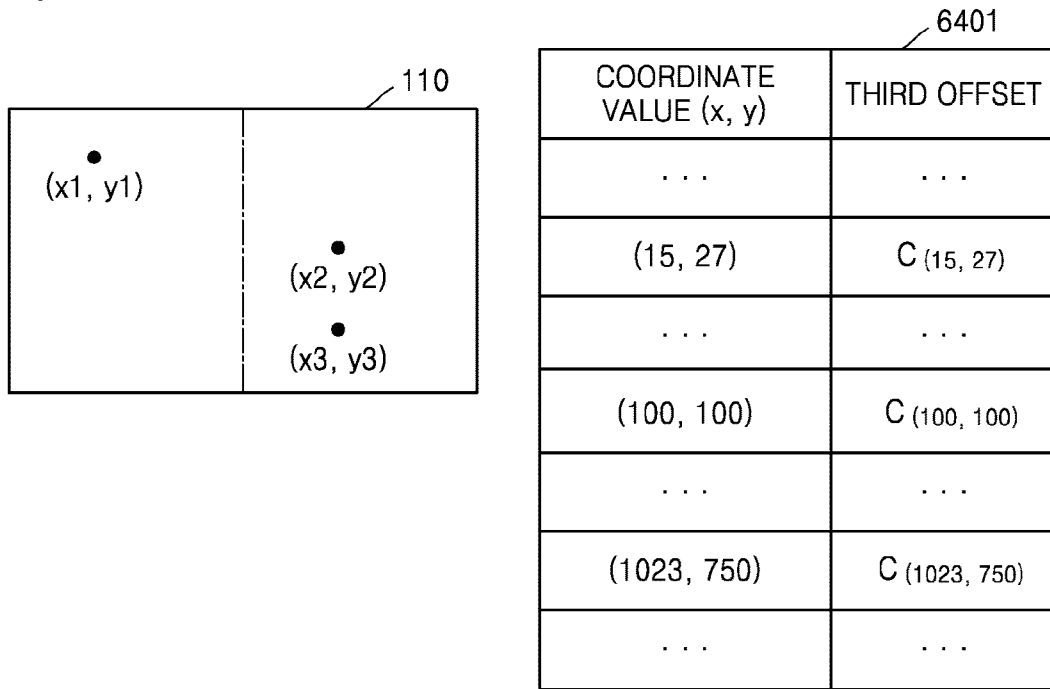 110
(x1, y1)
(x2, y2)
(x3, y3)
6401
COORDINATE
VALUE (x, y)
THIRD OFFSET
. . . . . .
(15, 27) C (15, 27)
. . . . . .
(100, 100) C (100, 100)
. . . . . .
(1023, 750) C (1023, 750)
. . . . . .